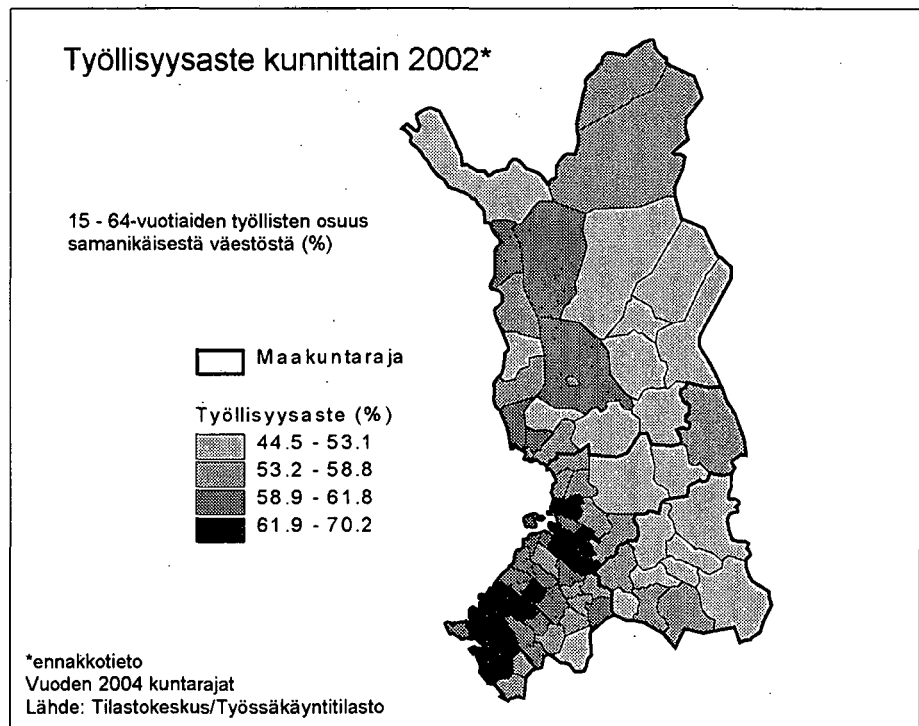 Työllisyysaste kunnittain 2002*
15 - 64-vuotiaiden työllisten osuus
samanikäisestä väestöstä (%)
Maakuntaraja
Työllisyysaste (%)
44.5 - 53.1
53.2 - 58.8
58.9 - 61.8
61.9 - 70.2
*ennakkotieto
Vuoden 2004 kuntarajat
Lähde: Tilastokeskus/Työssäkäyntitilasto